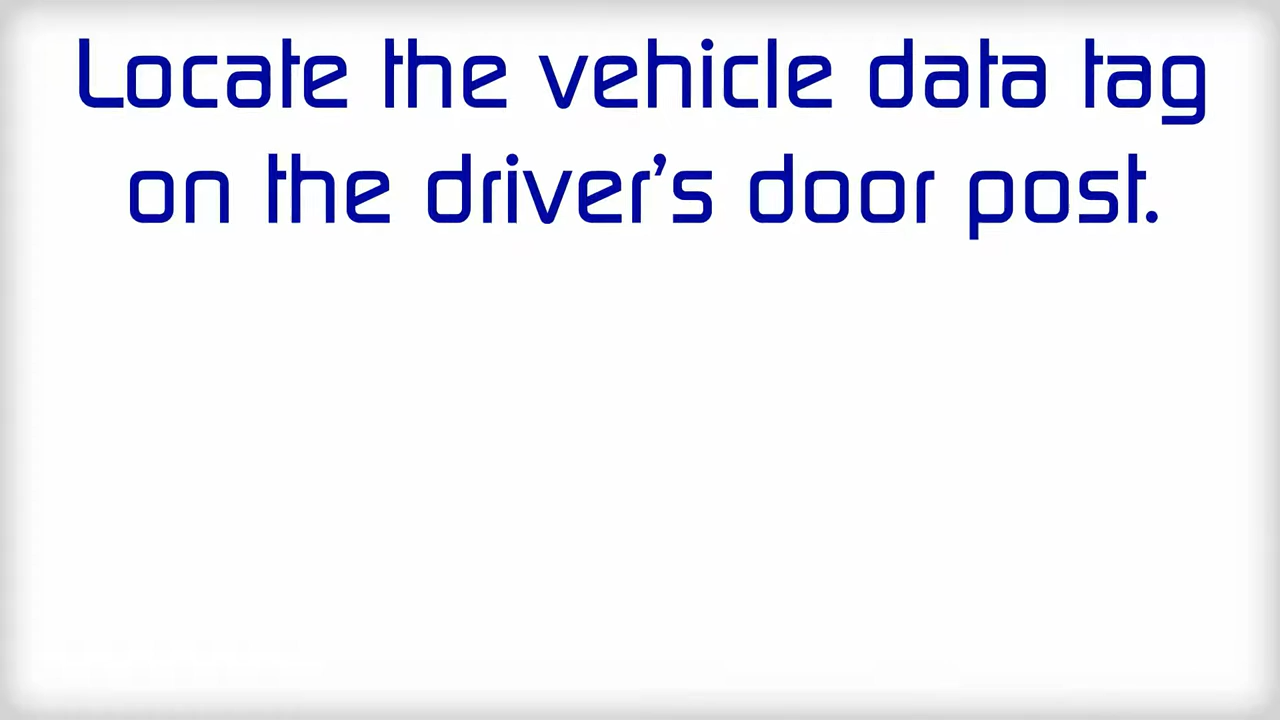 Locate the vehicle data tag
on the driver's door post.